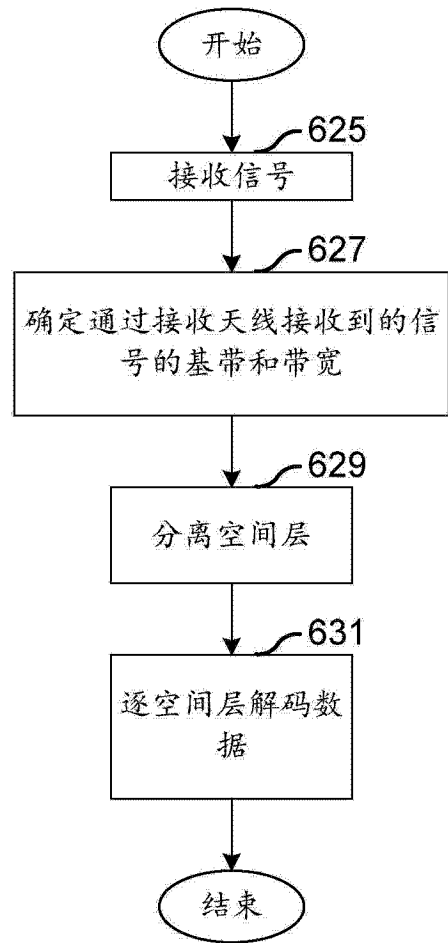 开始
625
接收信号
627
确定通过接收天线接收到的信
号的基带和带宽
629
分离空间层
631
逐空间层解码数
据
结束